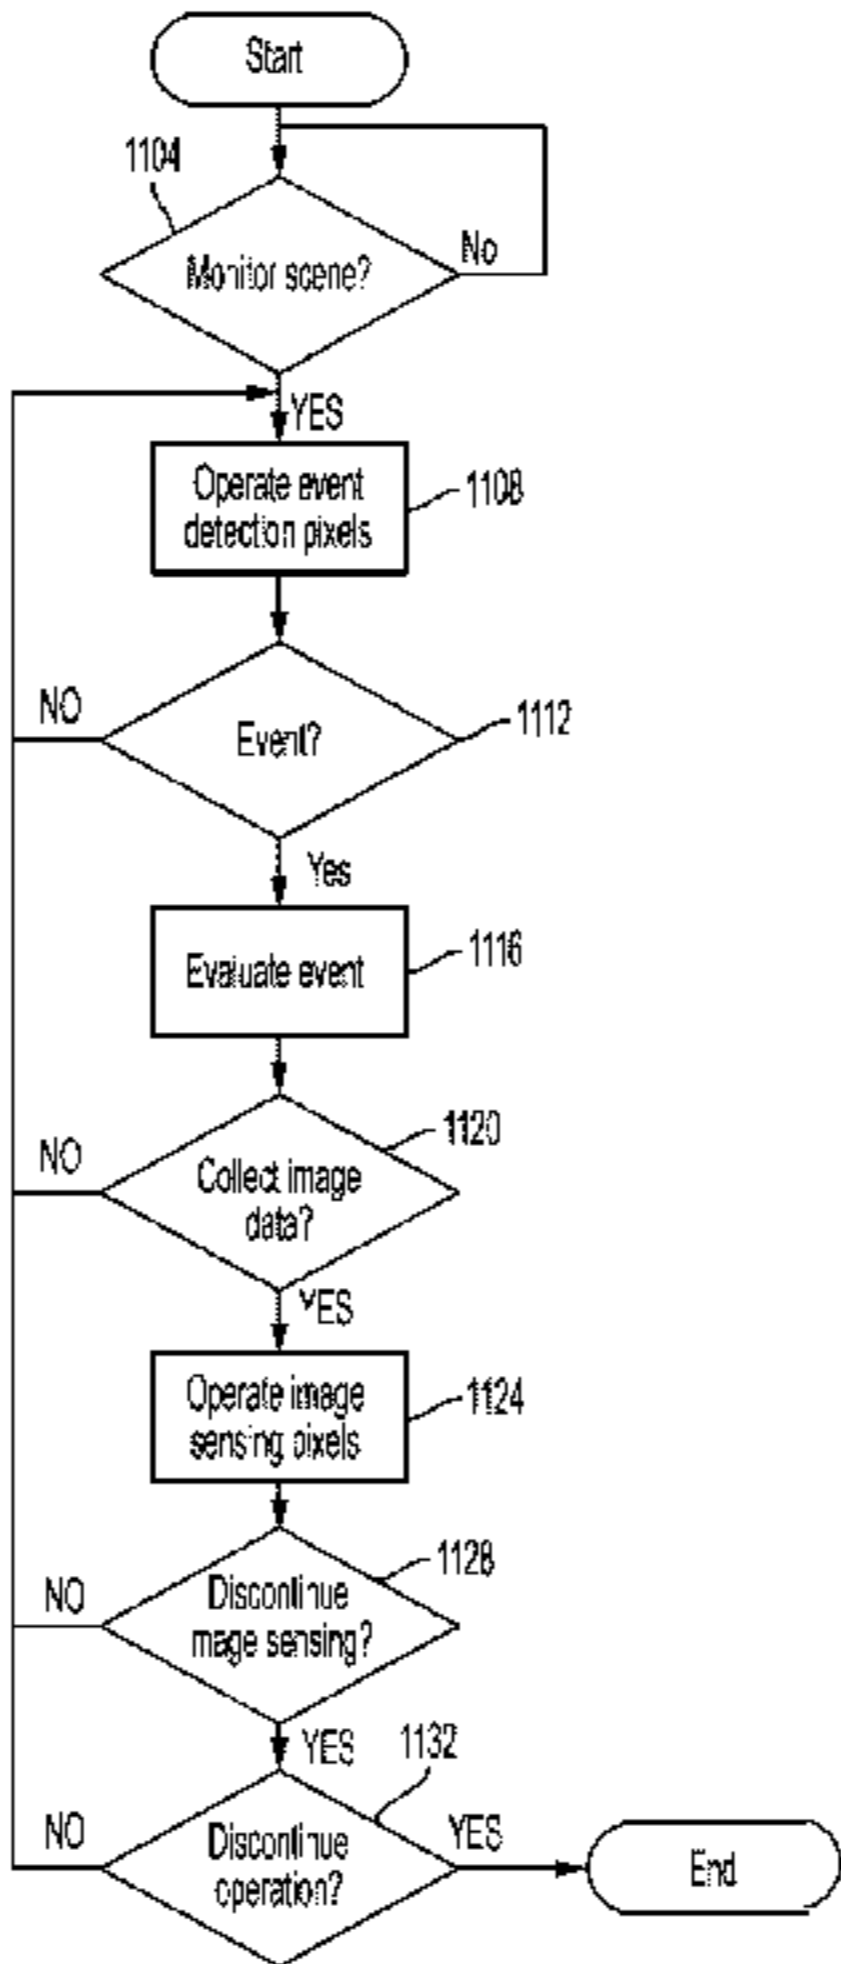 Start
1104
Monitor scene?
No
YES
Operate event
detection pixels
1108
NO
Event?
1112
Yes
Evaluate event
1116
NO
Collect image
data?
1120
YES
Operate image
sensing pixels
1124
NO
Discontinue
mage sensing?
1128
YES
1132
NO
Discontinue
operation?
YES
End